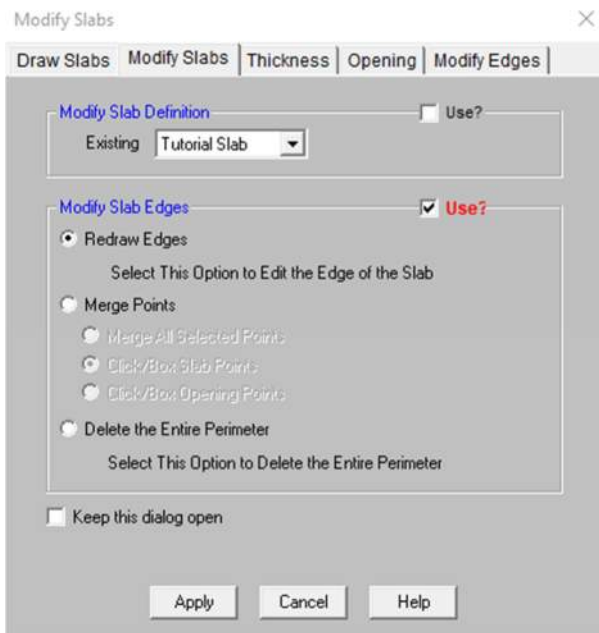 Modify Slabs
Draw Slabs Modify Slabs Thickness Opening Modify Edges
Modify Slab Definition Use?
Existing Tutorial Slab
Modify Slab Edges Use?
Redraw Edges
Select This Option to Edit the Edge of the Slab
Merge Points
Merge All Selected Points
Click/Box Slab Points
Click/Box Opening Points
Delete the Entire Perimeter
Select This Option to Delete the Entire Perimeter
Keep this dialog open
Apply Cancel Help